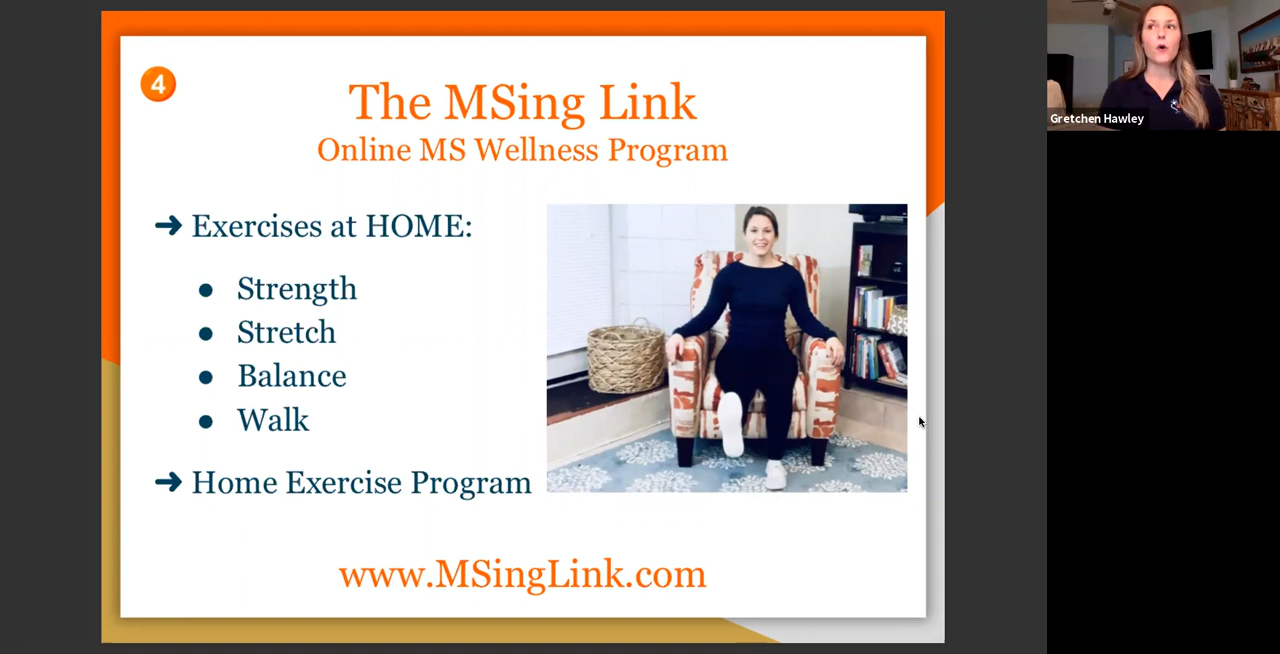 4
The MSing Link
Online MS Wellness Program
➔ Exercises at HOME:
● Strength
● Stretch
● Balance
● Walk
➔ Home Exercise Program
www.MSingLink.com
Gretchen Hawley